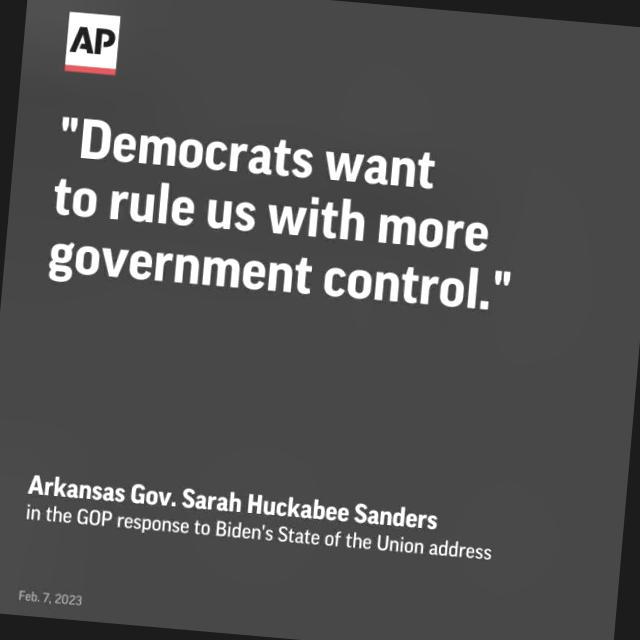 AP
"Democrats want
to rule us with more
government control."
Arkansas Gov. Sarah Huckabee Sanders
in the GOP response to Biden's State of the Union address
Feb. 7, 2023